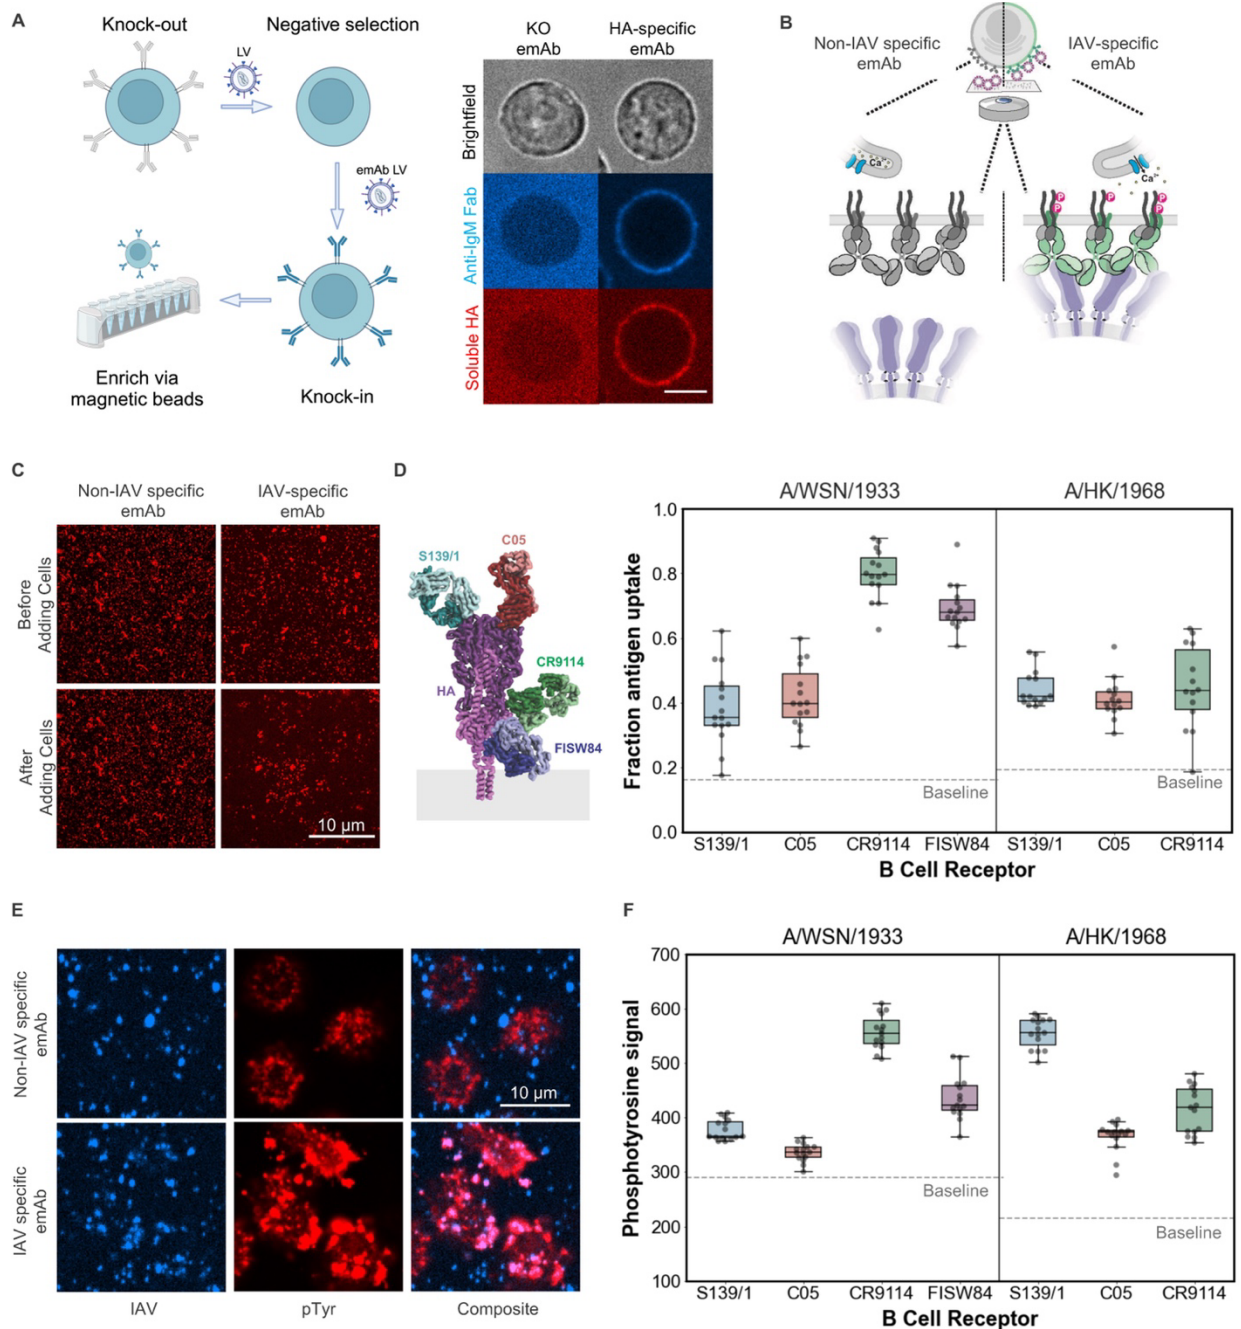 A
Knock-out
LV
Negative selection
emAb LV
Enrich via
magnetic beads
Knock-in
KO
emAb
HA-specific
emAb
Brightfield
Anti-IgM Fab
Soluble HA
B
Non-IAV specific
emAb
IAV-specific
emAb
Ca²⁺
Ca²⁺
P
P
P
P
P
C
Non-IAV specific
emAb
IAV-specific
emAb
Before
Adding Cells
After
Adding Cells
10 µm
D
S139/1
C05
CR9114
HA
FISW84
A/WSN/1933
A/HK/1968
Fraction antigen uptake
1.0
0.8
0.6
0.4
0.2
0.0
Baseline
Baseline
S139/1
C05
CR9114
FISW84
S139/1
C05
CR9114
B Cell Receptor
E
Non-IAV specific
emAb
IAV specific
emAb
10 µm
IAV
pTyr
Composite
F
A/WSN/1933
A/HK/1968
Phosphotyrosine signal
700
600
500
400
300
200
100
Baseline
Baseline
S139/1
C05
CR9114
FISW84
S139/1
C05
CR9114
B Cell Receptor